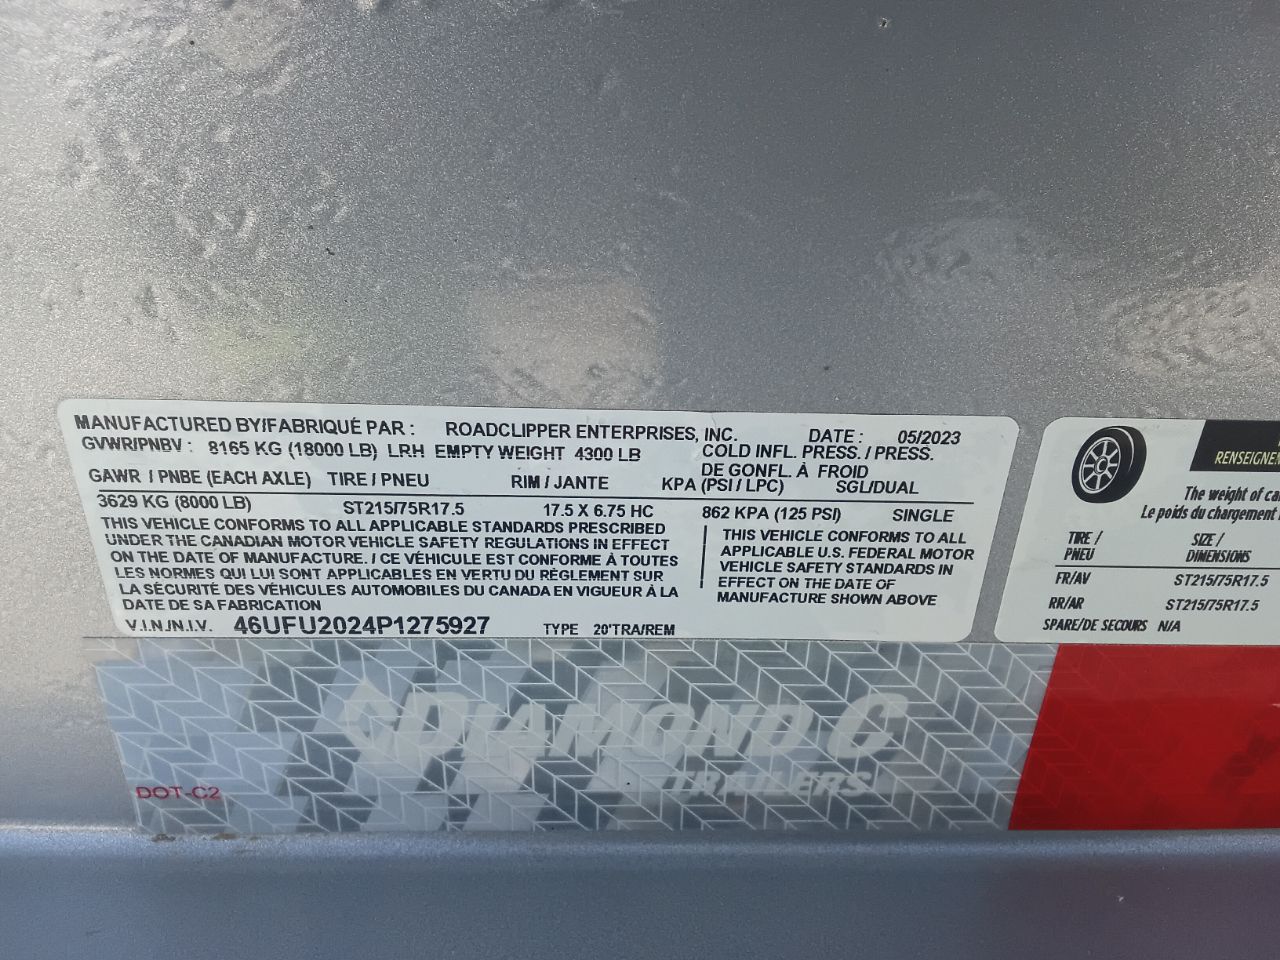 MANUFACTURED BY/FABRIQUÉ PAR : ROADCLIPPER ENTERPRISES, INC. DATE : 05/2023
GVWR/PNBV : 8165 KG (18000 LB) LRH EMPTY WEIGHT 4300 LB COLD INFL. PRESS. / PRESS.
DE GONFL. À FROID
GAWR / PNBE (EACH AXLE) TIRE / PNEU RIM / JANTE KPA (PSI / LPC) SGL/DUAL
3629 KG (8000 LB) ST215/75R17.5 17.5 X 6.75 HC 862 KPA (125 PSI) SINGLE
THIS VEHICLE CONFORMS TO ALL APPLICABLE STANDARDS PRESCRIBED
UNDER THE CANADIAN MOTOR VEHICLE SAFETY REGULATIONS IN EFFECT
ON THE DATE OF MANUFACTURE. / CE VÉHICULE EST CONFORME À TOUTES
LES NORMES QUI LUI SONT APPLICABLES EN VERTU DU RÈGLEMENT SUR
LA SÉCURITÉ DES VÉHICULES AUTOMOBILES DU CANADA EN VIGUEUR À LA
DATE DE SA FABRICATION
THIS VEHICLE CONFORMS TO ALL
APPLICABLE U.S. FEDERAL MOTOR
VEHICLE SAFETY STANDARDS IN
EFFECT ON THE DATE OF
MANUFACTURE SHOWN ABOVE
V.I.N./N.I.V. 46UFU2024P1275927 TYPE 20'TRA/REM
The weight of
Le poids du chargement
TIRE / SIZE /
PNEU DIMENSIONS
FR/AV ST215/75R17.5
RR/AR ST215/75R17.5
SPARE/DE SECOURS N/A
DIAMOND C
TRAILERS
DOT-C2